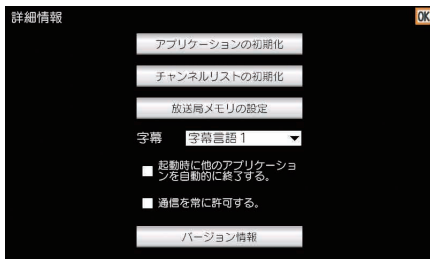 詳細情報
OK
アプリケーションの初期化
チャンネルリストの初期化
放送局メモリの設定
字幕 字幕言語1
起動時に他のアプリケーショ
ンを自動的に終了する。
通信を常に許可する。
バージョン情報